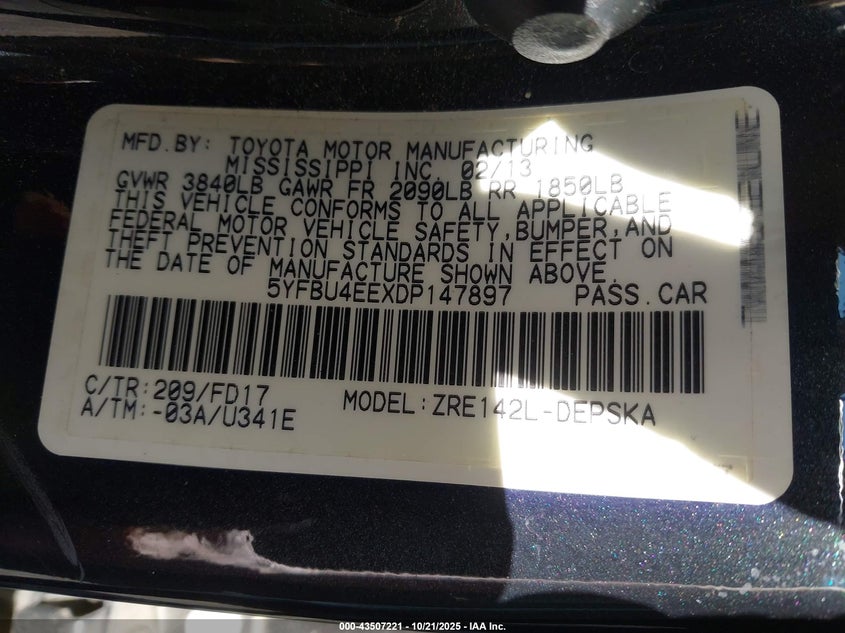 MFD.BY: TOYOTA MOTOR MANUFACTURING
MISSISSIPPI INC. 02/13
GVWR 3840LB GAWR FR 2090LB RR 1850LB
THIS VEHICLE CONFORMS TO ALL APPLICABLE
FEDERAL MOTOR VEHICLE SAFETY,BUMPER,AND
THEFT PREVENTION STANDARDS IN EFFECT ON
THE DATE OF MANUFACTURE SHOWN ABOVE.
5YFBU4EEXDP147897 PASS.CAR
C/TR:209/FD17
A/TM:-03A/U341E
MODEL:ZRE142L-DEPSKA
000-43507221 - 10/21/2025 - IAA Inc.